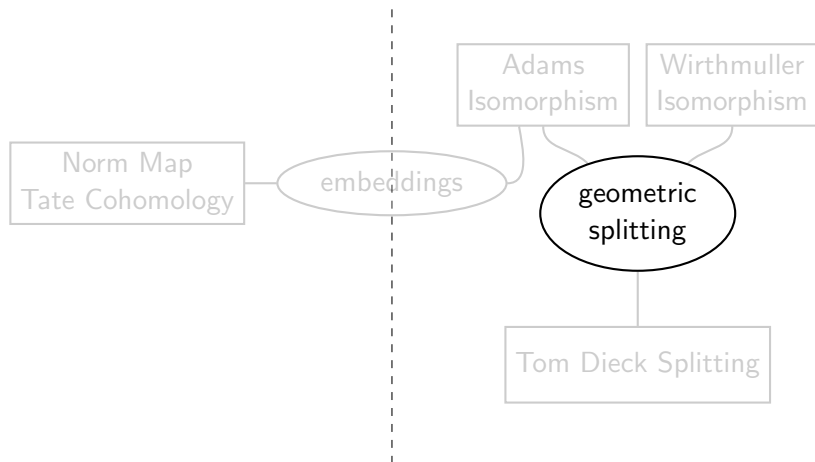 Adams
Isomorphism
Wirthmuller
Isomorphism
Norm Map
Tate Cohomology
embeddings
geometric
splitting
Tom Dieck Splitting